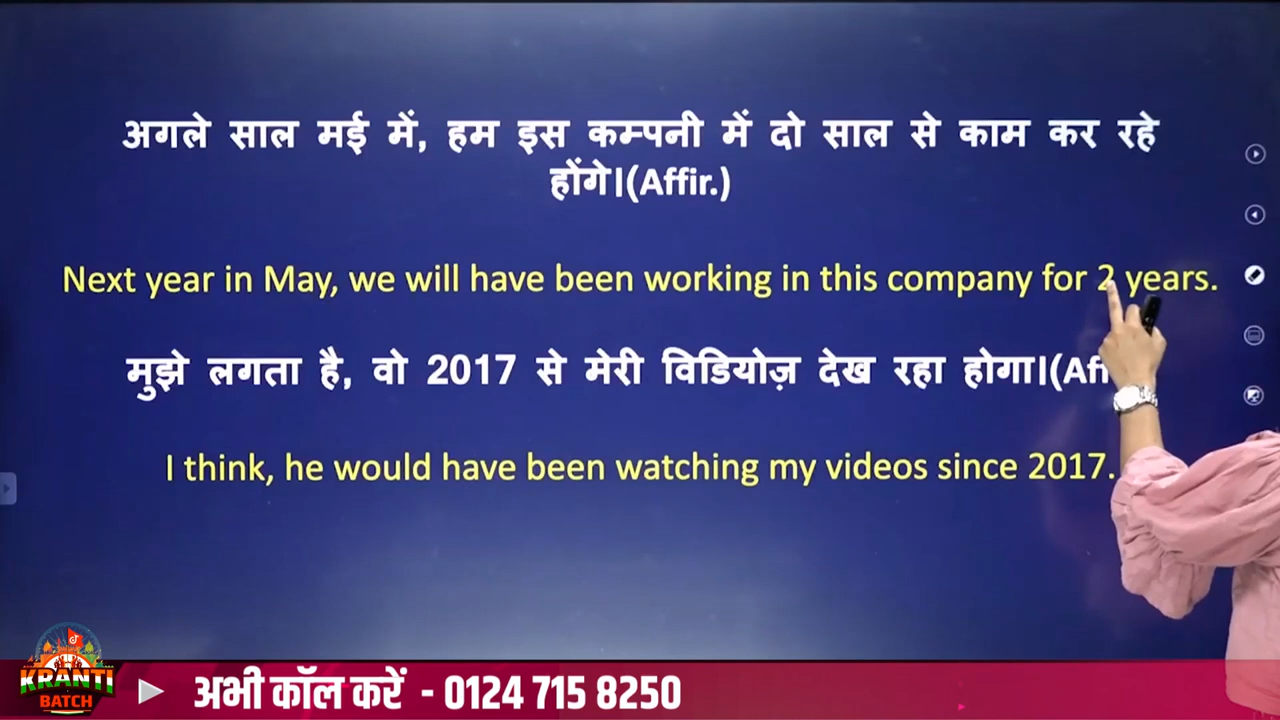 अगले साल मई में, हम इस कम्पनी में दो साल से काम कर रहे
होंगे।(Affir.)
Next year in May, we will have been working in this company for 2 years.
मुझे लगता है, वो 2017 से मेरी विडियोज़ देख रहा होगा।
I think, he would have been watching my videos since 2017.
KRANTI
BATCH
अभी कॉल करें - 0124 715 8250